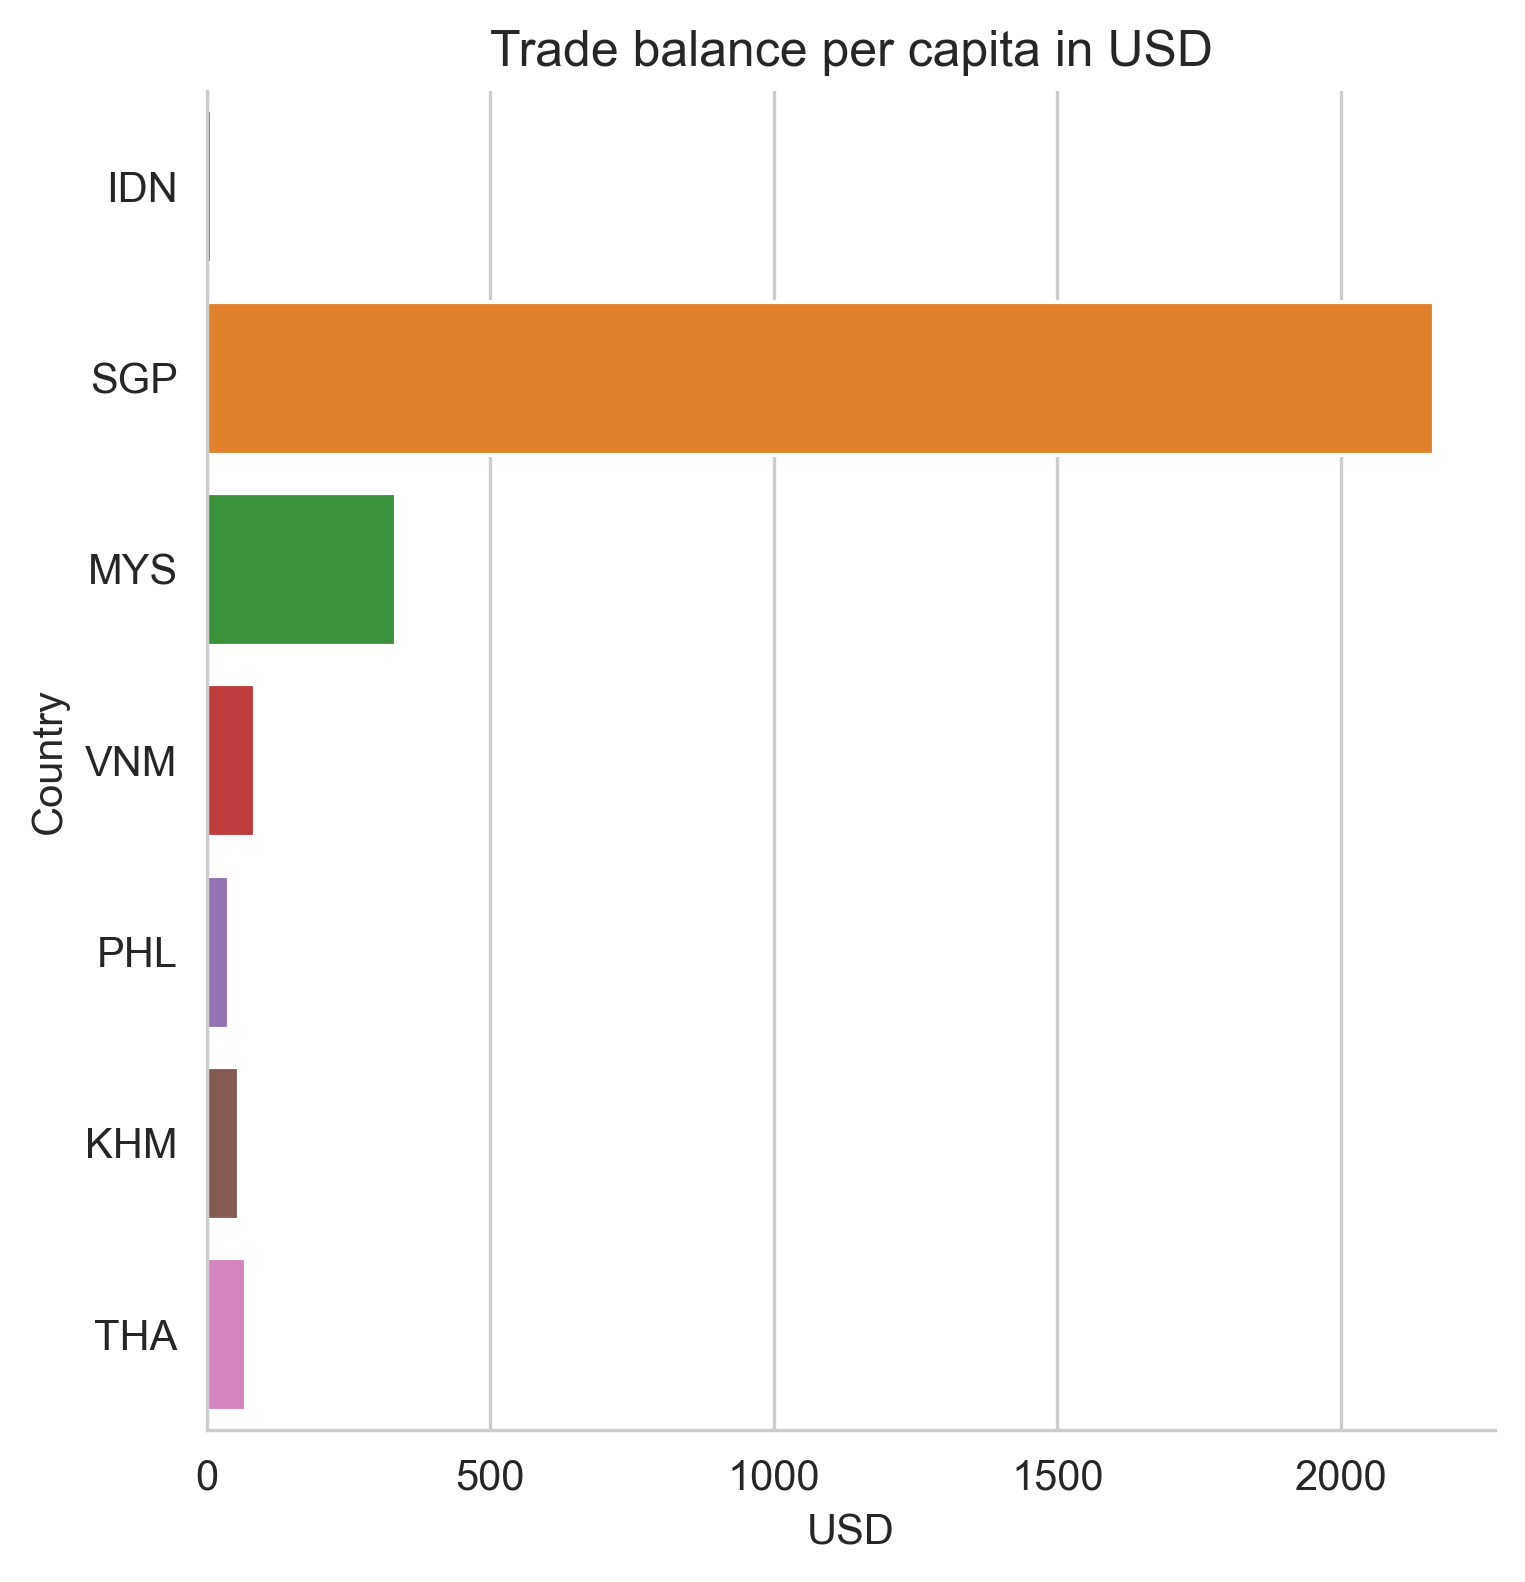 Trade balance per capita in USD
IDN
SGP
MYS
VNM
PHL
KHM
THA
Country
0 500 1000 1500 2000
USD